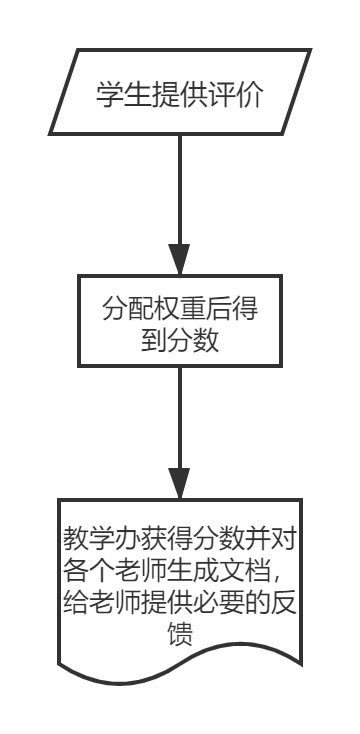 学生提供评价
分配权重后得
到分数
教学办获得分数并对
各个老师生成文档，
给老师提供必要的反
馈